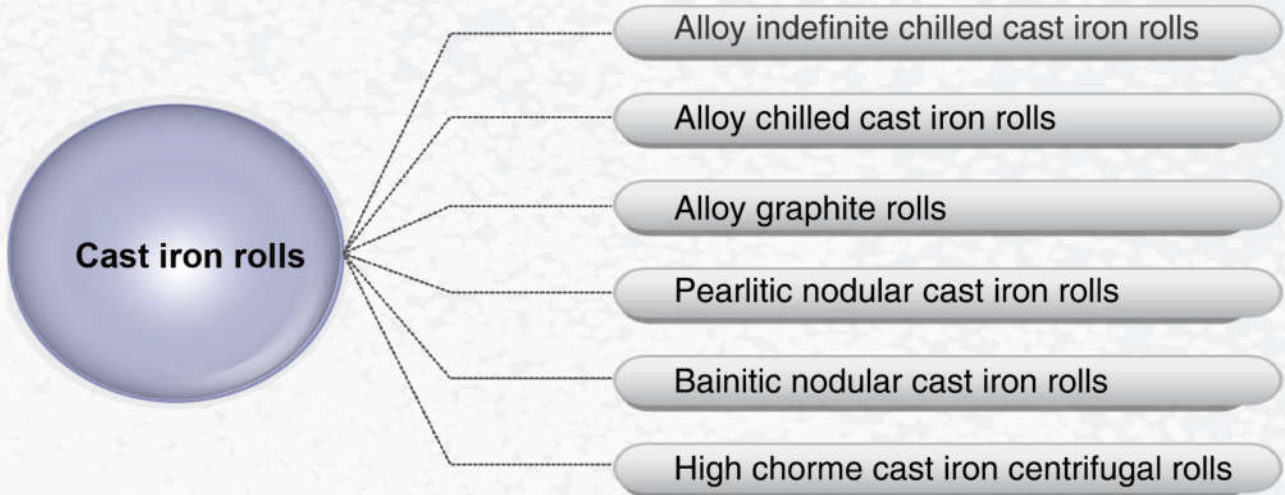 Alloy indefinite chilled cast iron rolls
Alloy chilled cast iron rolls
Alloy graphite rolls
Cast iron rolls
Pearlitic nodular cast iron rolls
Bainitic nodular cast iron rolls
High chorme cast iron centrifugal rolls